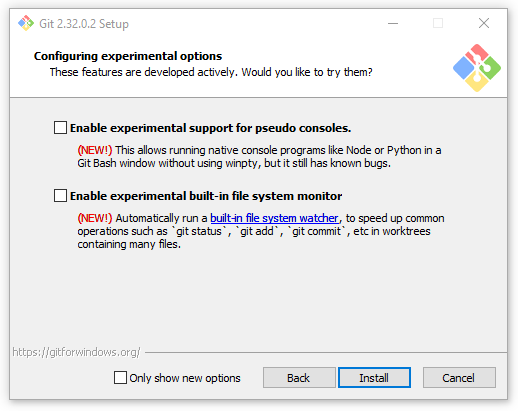 Git 2.32.0.2 Setup
Configuring experimental options
These features are developed actively. Would you like to try them?
Enable experimental support for pseudo consoles.
(NEW!) This allows running native console programs like Node or Python in a
Git Bash window without using winpty, but it still has known bugs.
Enable experimental built-in file system monitor
(NEW!) Automatically run a built-in file system watcher, to speed up common
operations such as `git status`, `git add`, `git commit`, etc in worktrees
containing many files.
https://gitforwindows.org/
Only show new options
Back
Install
Cancel